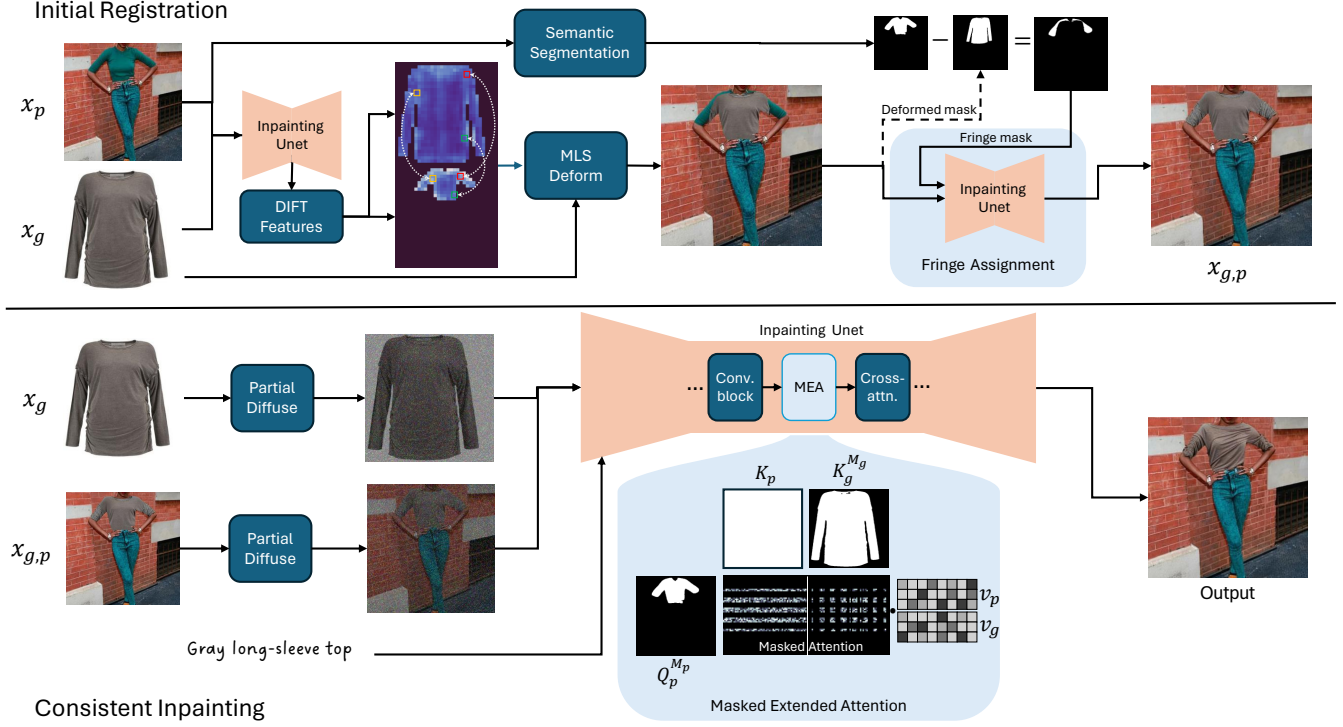 Initial Registration
Semantic
Segmentation
− =
x_p
Inpainting
Unet
Deformed mask
Fringe mask
MLS
Deform
DIFT
Features
Inpainting
Unet
x_g
Fringe Assignment
x_{g,p}
Inpainting Unet
x_g
Partial
Diffuse
...
Conv.
block
MEA
Cross-
attn.
...
K_p
K_g^{M_g}
x_{g,p}
Partial
Diffuse
Output
v_p
v_g
Masked Attention
Gray long-sleeve top
Q_p^{M_p}
Masked Extended Attention
Consistent Inpainting